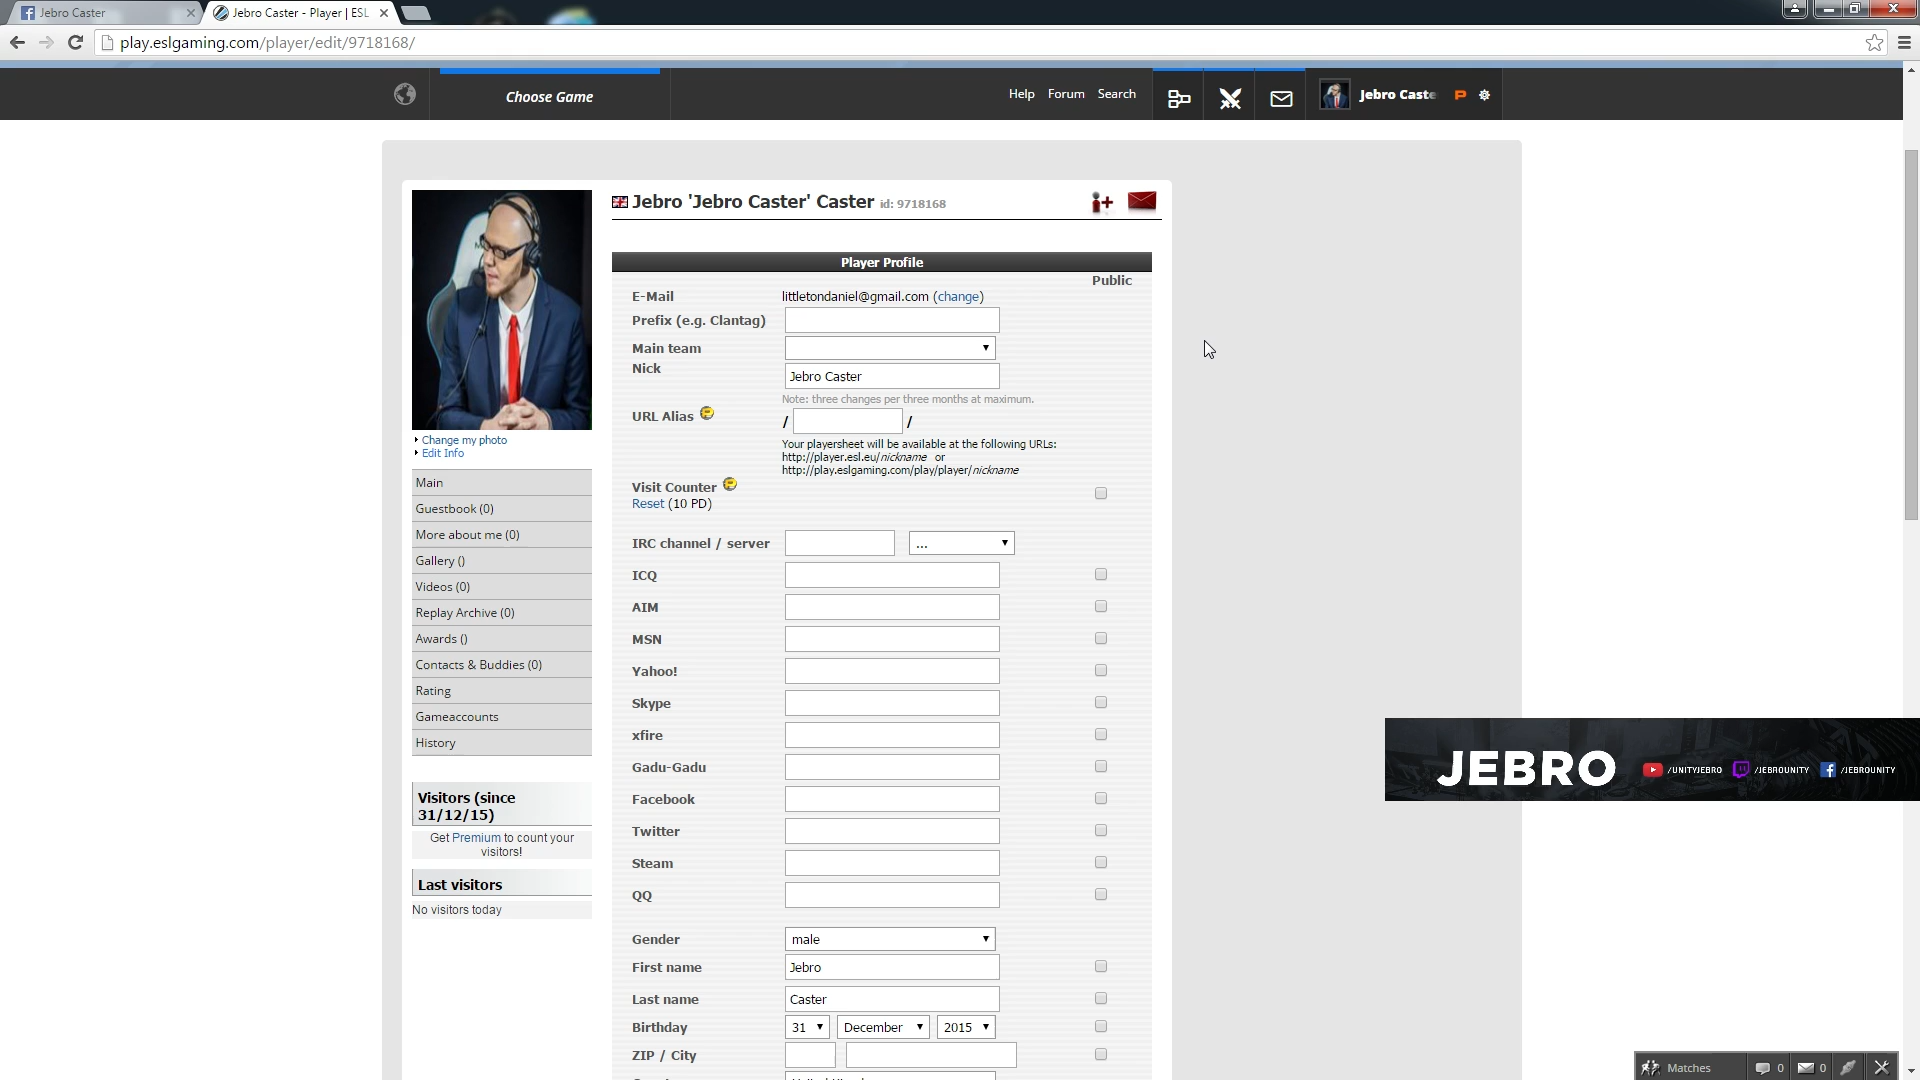 Jebro Caster
Jebro Caster - Player | ESL
play.eslgaming.com/player/edit/9718168/
Choose Game
Help Forum Search
Jebro Caste
Jebro 'Jebro Caster' Caster id: 9718168
Player Profile
Public
E-Mail littletondaniel@gmail.com (change)
Prefix (e.g. Clantag)
Main team
Nick Jebro Caster
Note: three changes per three months at maximum.
URL Alias / /
Your playersheet will be available at the following URLs:
http://player.esl.eu/nickname or
http://play.eslgaming.com/play/player/nickname
Visit Counter
Reset (10 PD)
IRC channel / server ...
ICQ
AIM
MSN
Yahoo!
Skype
xfire
Gadu-Gadu
Facebook
Twitter
Steam
QQ
Gender male
First name Jebro
Last name Caster
Birthday 31 December 2015
ZIP / City
Change my photo
Edit Info
Main
Guestbook (0)
More about me (0)
Gallery ()
Videos (0)
Replay Archive (0)
Awards ()
Contacts & Buddies (0)
Rating
Gameaccounts
History
Visitors (since
31/12/15)
Get Premium to count your
visitors!
Last visitors
No visitors today
JEBRO /UNITYJEBRO /JEBROUNITY /JEBROUNITY
Matches 0 0